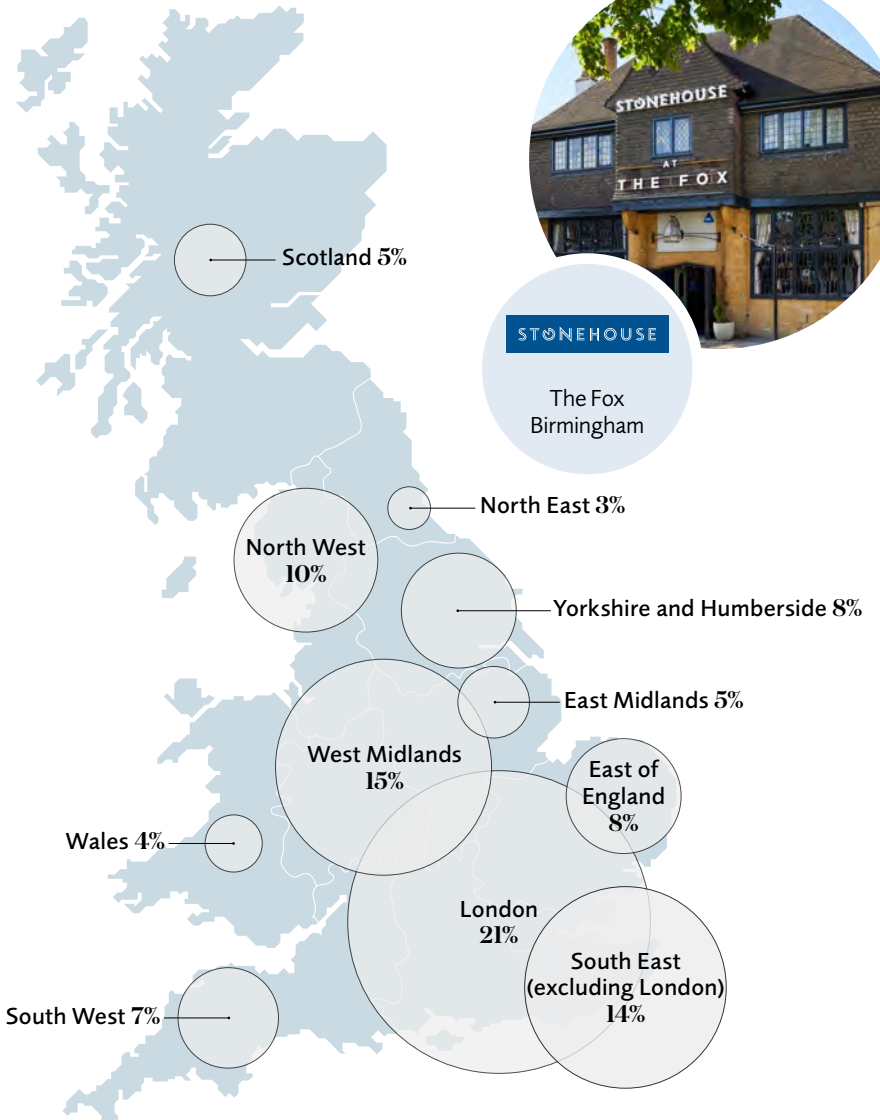 STONEHOUSE
AT
THE FOX
Scotland 5%
STONEHOUSE
The Fox
Birmingham
North East 3%
North West
10%
Yorkshire and Humberside 8%
East Midlands 5%
West Midlands
15%
East of
England
8%
Wales 4%
London
21%
South East
(excluding London)
14%
South West 7%